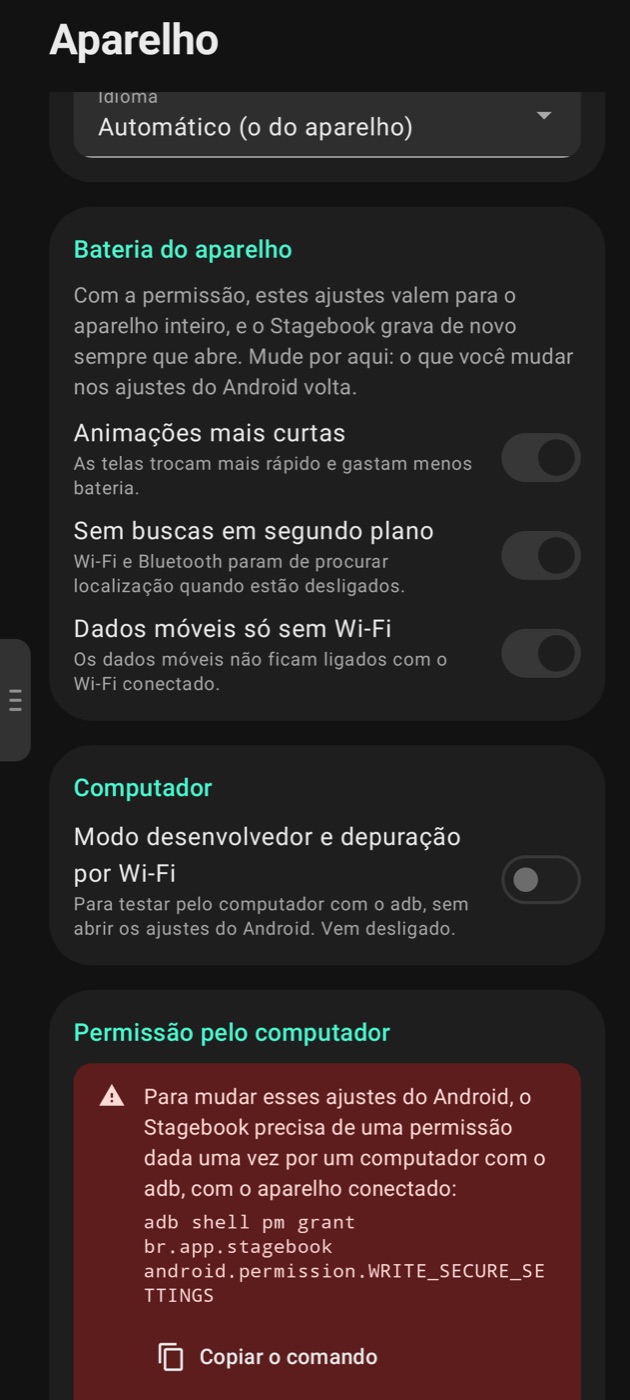 Aparelho
Idioma
Automático (o do aparelho)
Bateria do aparelho
Com a permissão, estes ajustes valem para o
aparelho inteiro, e o Stagebook grava de novo
sempre que abre. Mude por aqui: o que você mudar
nos ajustes do Android volta.
Animações mais curtas
As telas trocam mais rápido e gastam menos
bateria.
Sem buscas em segundo plano
Wi-Fi e Bluetooth param de procurar
localização quando estão desligados.
Dados móveis só sem Wi-Fi
Os dados móveis não ficam ligados com o
Wi-Fi conectado.
Computador
Modo desenvolvedor e depuração
por Wi-Fi
Para testar pelo computador com o adb, sem
abrir os ajustes do Android. Vem desligado.
Permissão pelo computador
Para mudar esses ajustes do Android, o
Stagebook precisa de uma permissão
dada uma vez por um computador com o
adb, com o aparelho conectado:
adb shell pm grant
br.app.stagebook
android.permission.WRITE_SECURE_SE
TTINGS
Copiar o comando